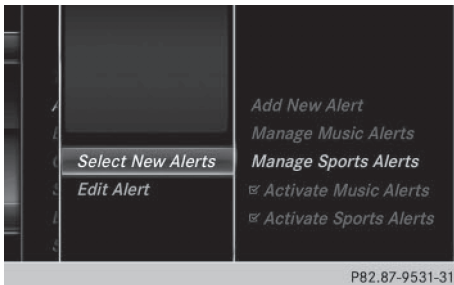 Add New Alert
Manage Music Alerts
Select New Alerts
Manage Sports Alerts
Edit Alert
Activate Music Alerts
Activate Sports Alerts
P82.87-9531-31